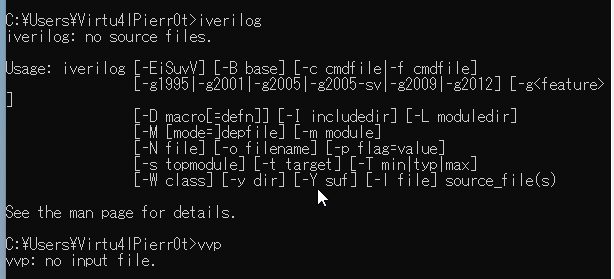 C:¥Users¥Virtu4lPierr0t>iverilog
iverilog: no source files.
Usage: iverilog [-EiSuvV] [-B base] [-c cmdfile|-f cmdfile]
[-g1995|-g2001|-g2005|-g2005-sv|-g2009|-g2012] [-g<feature>
]
[-D macro[=defn]] [-I includedir] [-L moduledir]
[-M [mode=]depfile] [-m module]
[-N file] [-o filename] [-p flag=value]
[-s topmodule] [-t target] [-T min|typ|max]
[-W class] [-y dir] [-Y suf] [-l file] source_file(s)
See the man page for details.
C:¥Users¥Virtu4lPierr0t>vvp
vvp: no input file.